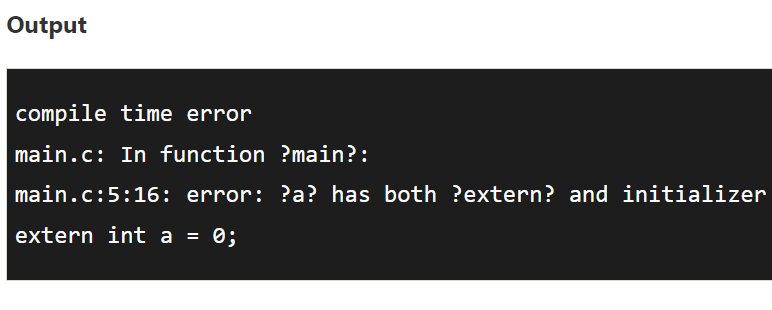 Output
compile time error
main.c: In function ?main?:
main.c:5:16: error: ?a? has both ?extern? and initializer
extern int a = 0;